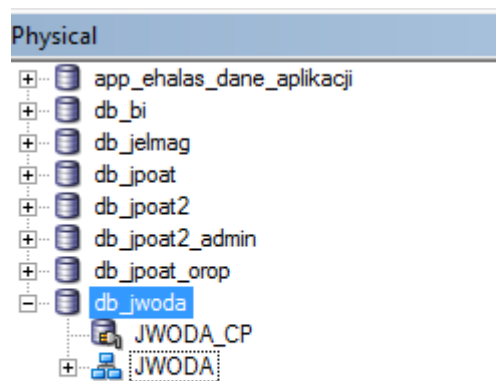 Physical
app_ehalas_dane_aplikacji
db_bi
db_jelmag
db_jpoat
db_jpoat2
db_jpoat2_admin
db_jpoat_orop
db_jwoda
JWODA_CP
JWODA